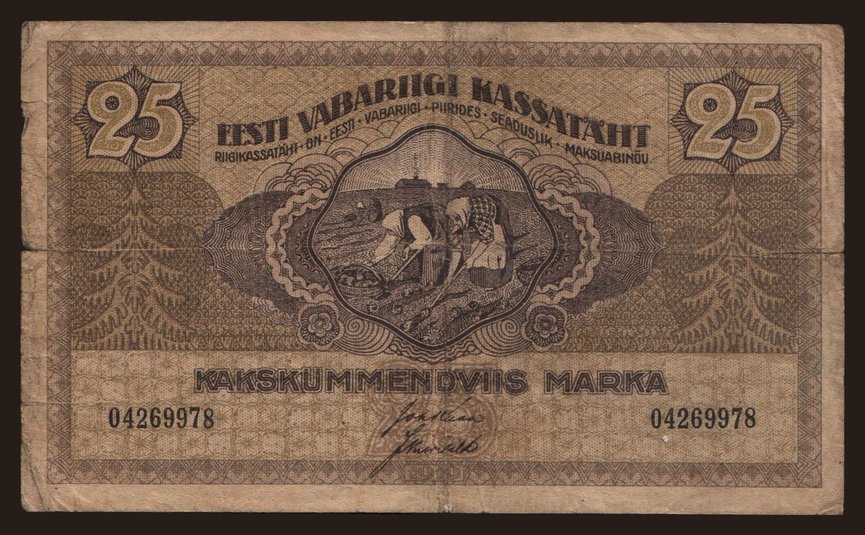 25
25
EESTI VABARIIGI KASSATÄHT
RIIGIKASSATÄHT·ON·EESTI·VABARIIGI·PIIRIDES·SEADUSLIK·MAKSUABINÕU
KAKSKÜMMENDVIIS MARKA
04269978
04269978